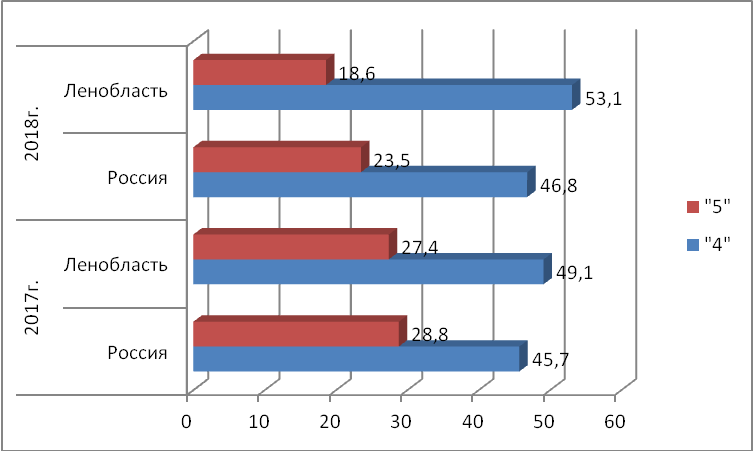 2018г.
Ленобласть
18,6
53,1
Россия
23,5
46,8
2017г.
Ленобласть
27,4
49,1
Россия
28,8
45,7
0 10 20 30 40 50 60
"5"
"4"